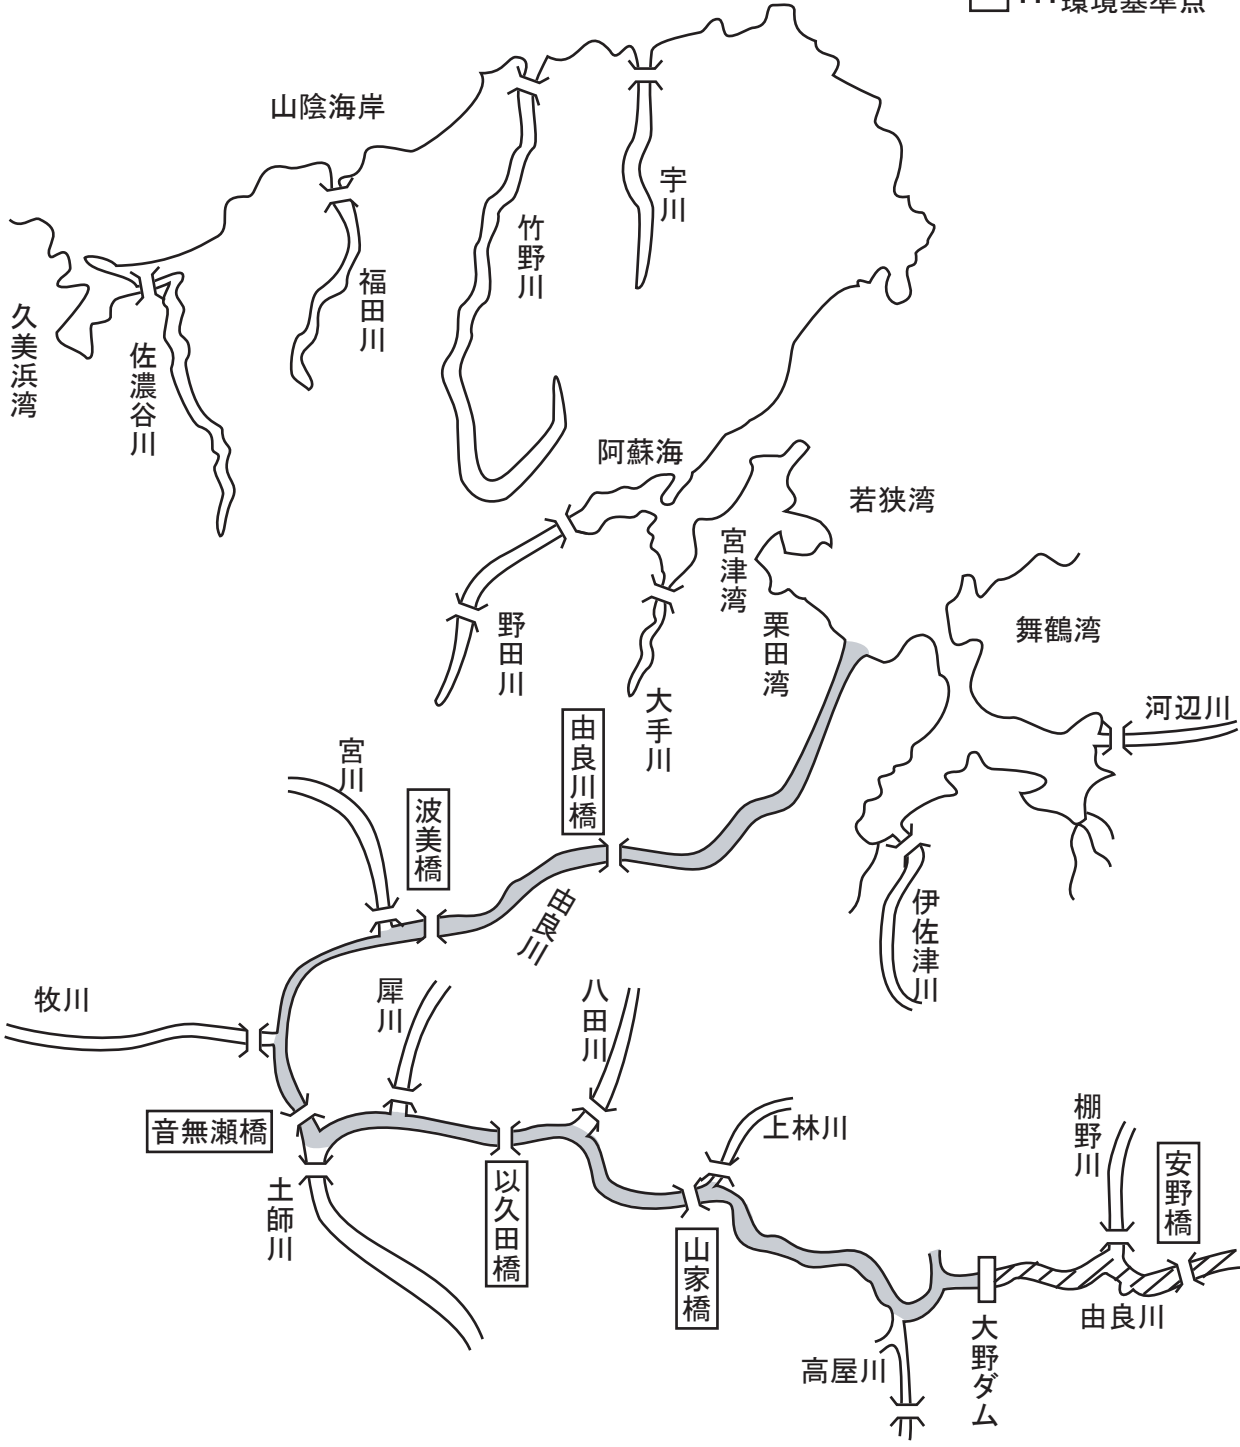 …環境基準点
山陰海岸
宇川
竹野川
福田川
久美浜湾
佐濃谷川
阿蘇海
若狭湾
宮津湾
栗田湾
舞鶴湾
野田川
大手川
河辺川
由良川橋
宮川
波美橋
由良川
伊佐津川
牧川
犀川
八田川
上林川
棚野川
安野橋
音無瀬橋
土師川
以久田橋
山家橋
由良川
大野ダム
高屋川